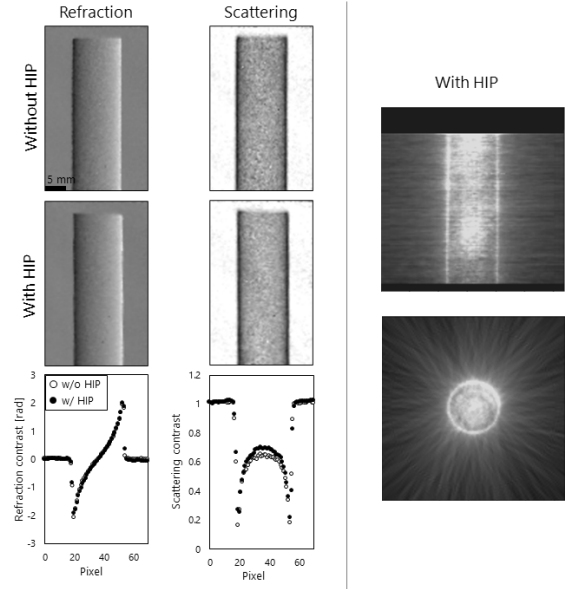 Refraction
Scattering
Without HIP
5 mm
With HIP
With HIP
Refraction contrast [rad]
3
2
1
0
-1
-2
-3
w/o HIP
w/ HIP
0 20 40 60
Pixel
Scattering contrast
1.2
1
0.8
0.6
0.4
0.2
0
0 20 40 60
Pixel